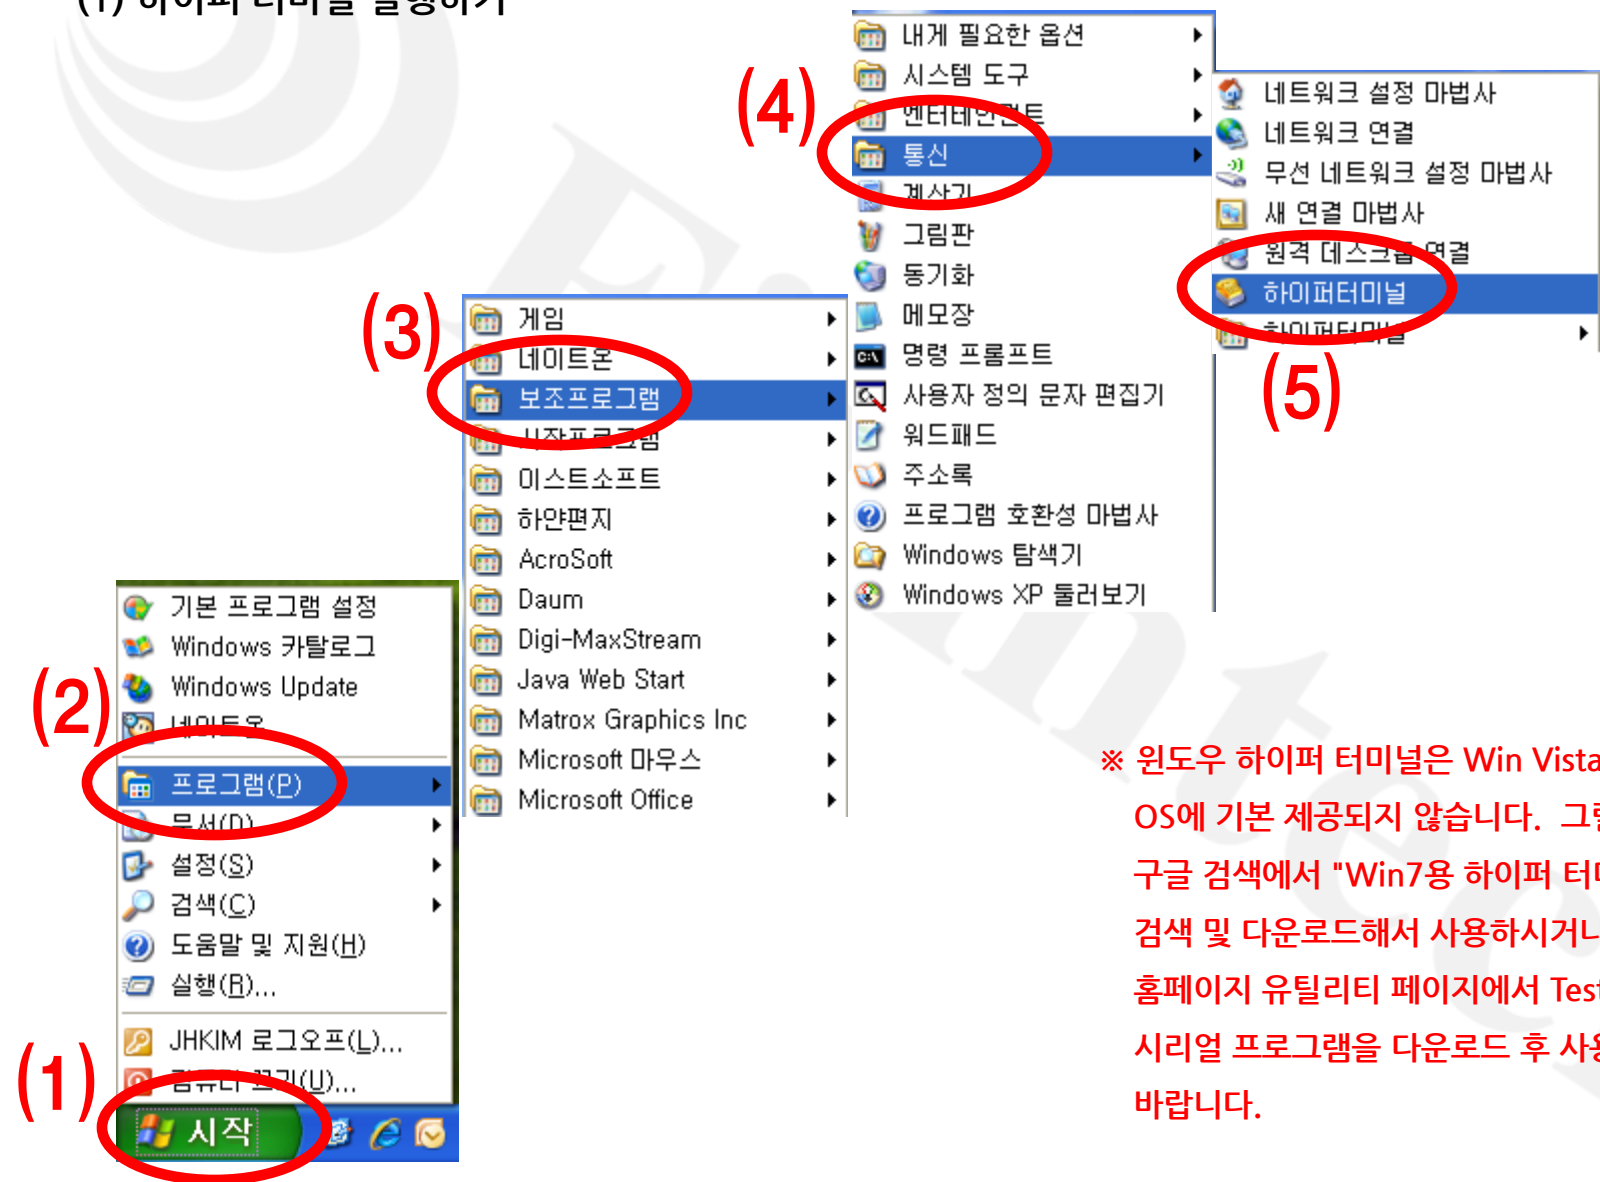 (1) 하이퍼 터미널 실행하기
(4)
내게 필요한 옵션
시스템 도구
엔터테인먼트
통신
계산기
그림판
동기화
메모장
명령 프롬프트
사용자 정의 문자 편집기
워드패드
주소록
프로그램 호환성 마법사
Windows 탐색기
Windows XP 둘러보기
네트워크 설정 마법사
네트워크 연결
무선 네트워크 설정 마법사
새 연결 마법사
원격 데스크톱 연결
하이퍼터미널
하이퍼터미널
(5)
(3)
게임
네이트온
보조프로그램
시작프로그램
이스트소프트
하얀편지
AcroSoft
Daum
Digi-MaxStream
Java Web Start
Matrox Graphics Inc
Microsoft 마우스
Microsoft Office
(2)
기본 프로그램 설정
Windows 카탈로그
Windows Update
네이트온
프로그램(P)
문서(D)
설정(S)
검색(C)
도움말 및 지원(H)
실행(R)...
JHKIM 로그오프(L)...
컴퓨터 끄기(U)...
(1)
시작
※ 윈도우 하이퍼 터미널은 Win Vista
OS에 기본 제공되지 않습니다.
구글 검색에서 "Win7용 하이퍼
검색 및 다운로드해서 사용하시거나
홈페이지 유틸리티 페이지에서 Test
시리얼 프로그램을 다운로드 후
바랍니다.